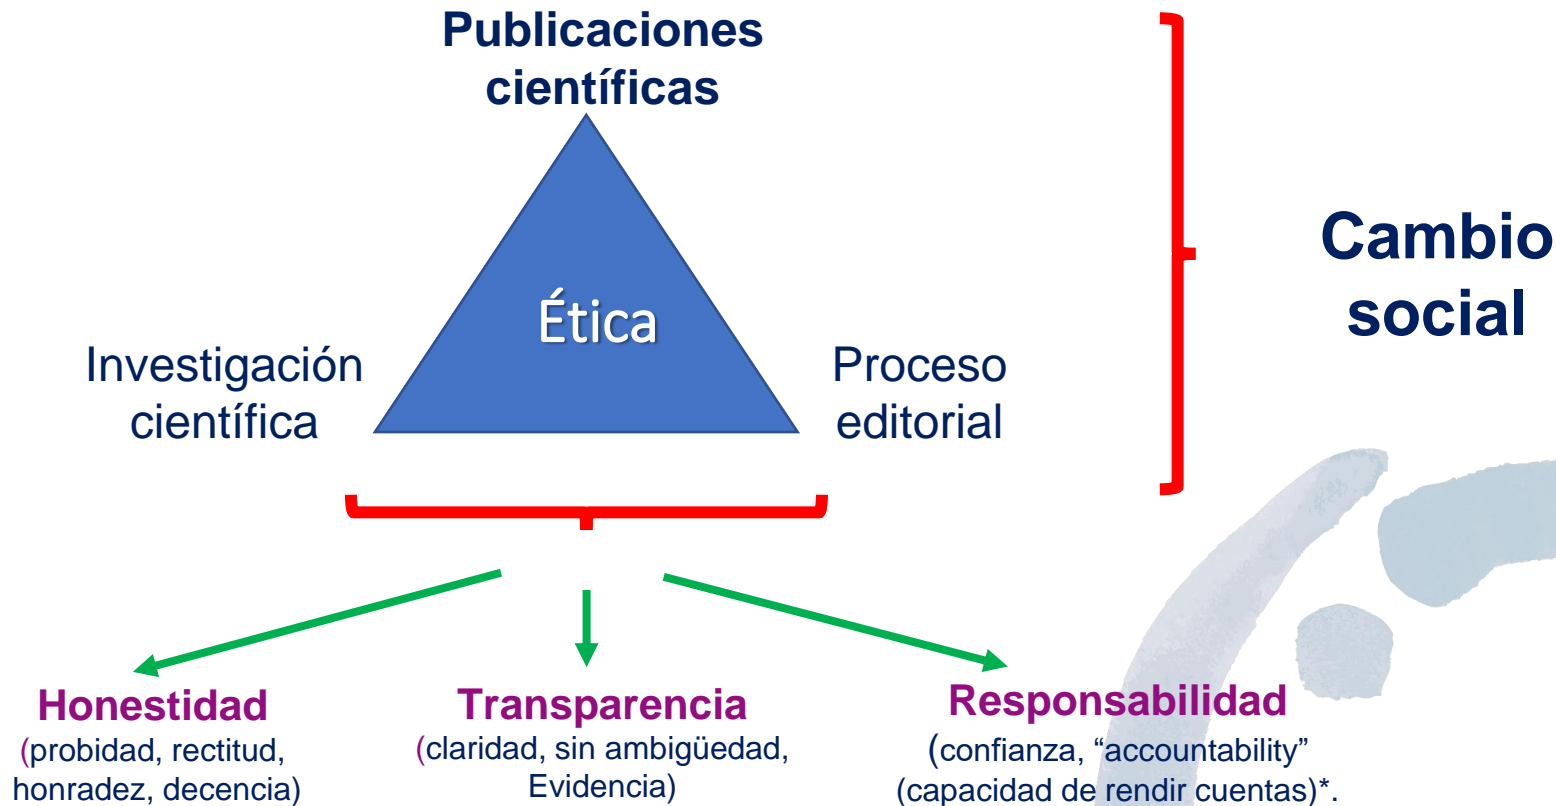 Publicaciones
científicas
Ética
Investigación
científica
Proceso
editorial
Cambio
social
Honestidad
(probidad, rectitud,
honradez, decencia)
Transparencia
(claridad, sin ambigüedad,
Evidencia)
Responsabilidad
(confianza, “accountability”
(capacidad de rendir cuentas)*.